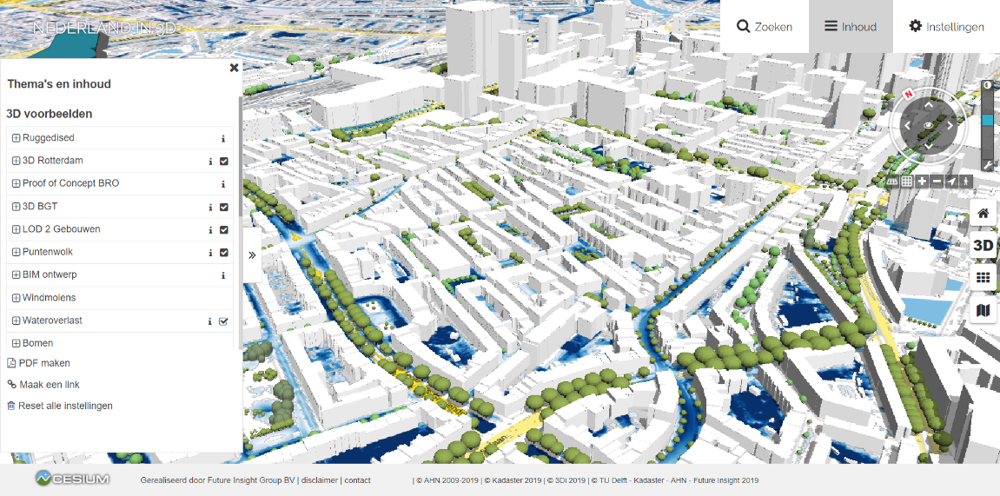 NEDERLAND IN 3D
Zoeken
Inhoud
Instellingen
Thema's en inhoud
3D voorbeelden
Ruggedised
3D Rotterdam
Proof of Concept BRO
3D BGT
LOD 2 Gebouwen
Puntenwolk
BIM ontwerp
Windmolens
Wateroverlast
Bomen
PDF maken
Maak een link
Reset alle instellingen
N
3D
CESIUM
Gerealiseerd door Future Insight Group BV | disclaimer | contact
| © AHN 2009-2019 | © Kadaster 2019 | © 3Di 2019 | © TU Delft - Kadaster - AHN - Future Insight 2019